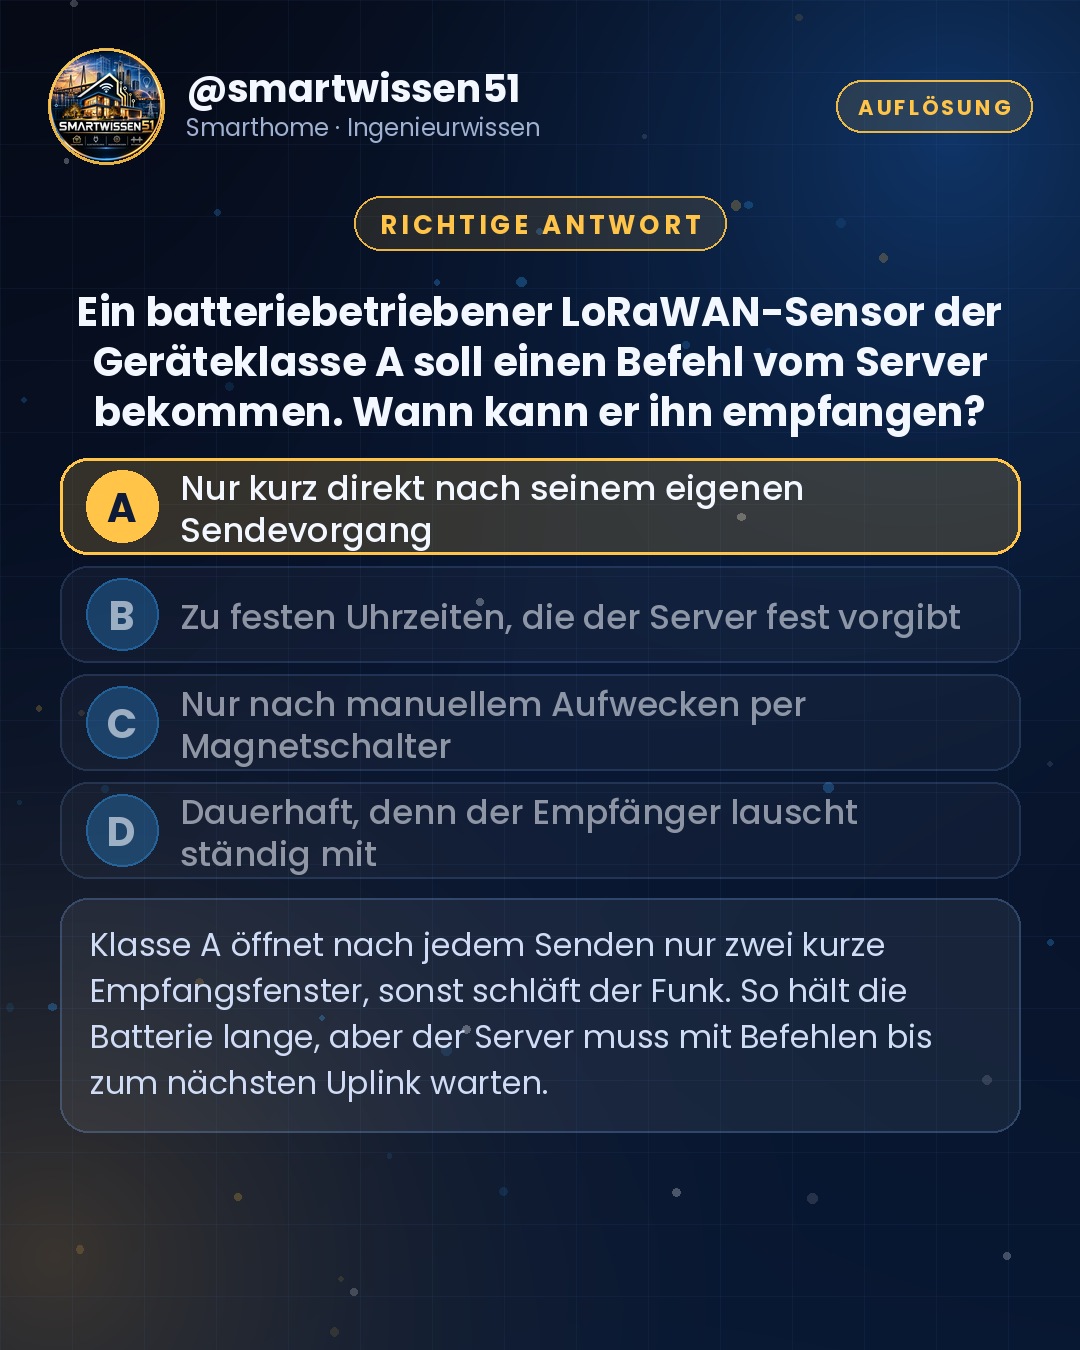 SMARTWISSEN51
@smartwissen51
Smarthome · Ingenieurwissen
AUFLÖSUNG
RICHTIGE ANTWORT
Ein batteriebetriebener LoRaWAN-Sensor der
Geräteklasse A soll einen Befehl vom Server
bekommen. Wann kann er ihn empfangen?
A
Nur kurz direkt nach seinem eigenen
Sendevorgang
B
Zu festen Uhrzeiten, die der Server fest vorgibt
C
Nur nach manuellem Aufwecken per
Magnetschalter
D
Dauerhaft, denn der Empfänger lauscht
ständig mit
Klasse A öffnet nach jedem Senden nur zwei kurze
Empfangsfenster, sonst schläft der Funk. So hält die
Batterie lange, aber der Server muss mit Befehlen bis
zum nächsten Uplink warten.